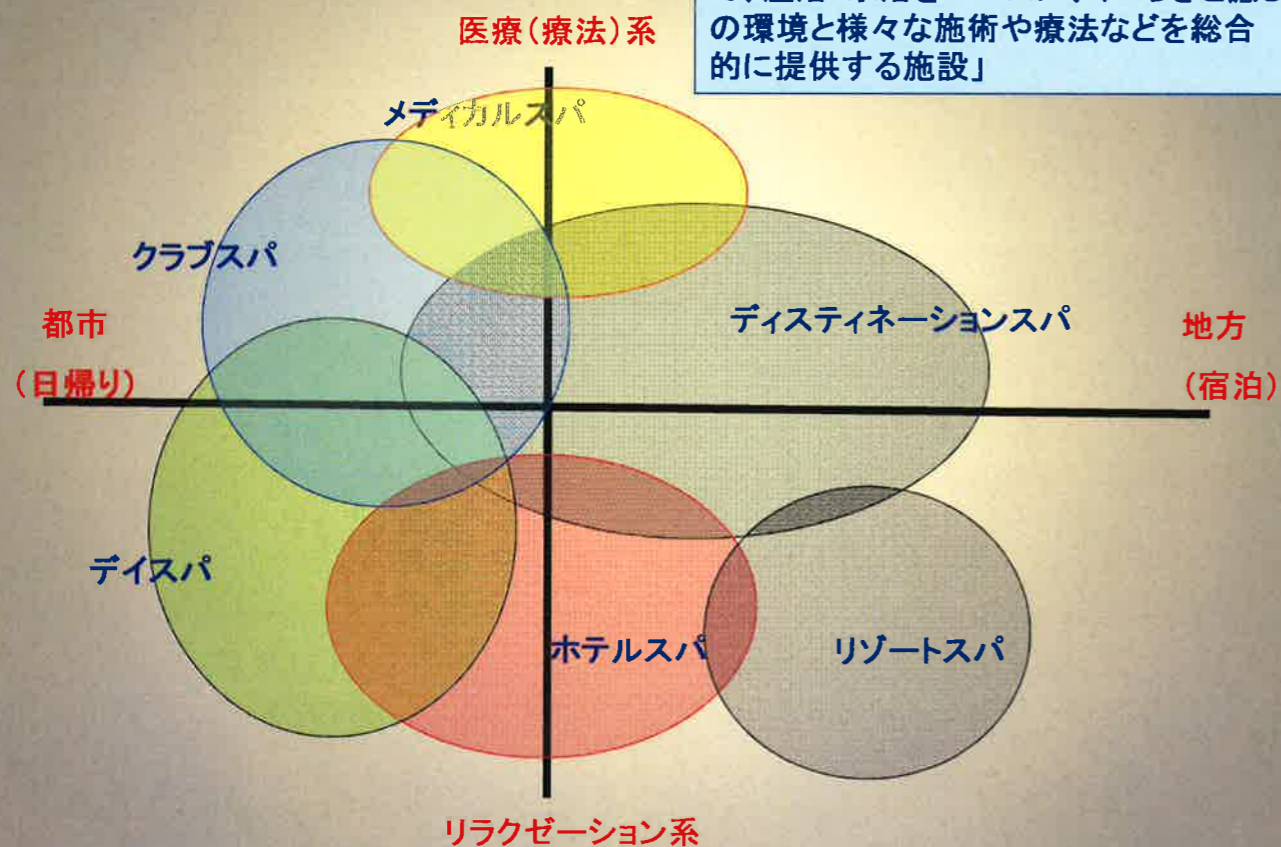 の環境と様々な施術や療法などを総合
的に提供する施設」
医療(療法)系
メディカルスパ
クラブスパ
都市
(日帰り)
ディスティネーションスパ
地方
(宿泊)
デイスパ
ホテルスパ
リゾートスパ
リラクゼーション系